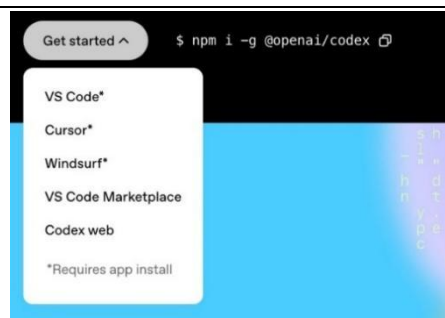 Get started
$ npm i -g @openai/codex
VS Code*
Cursor*
Windsurf*
VS Code Marketplace
Codex web
*Requires app install